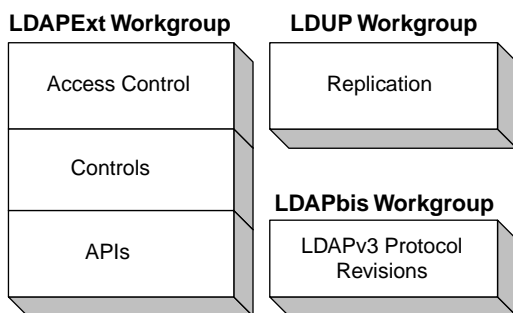 LDAPExt Workgroup
Access Control
Controls
APIs
LDUP Workgroup
Replication
LDAPbis Workgroup
LDAPv3 Protocol
Revisions